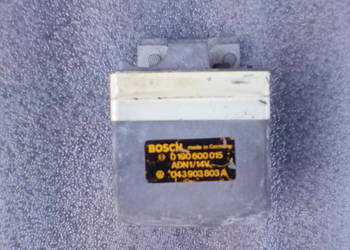 BOSCH made in Germany
0 190 600 015
ADN1/14V
043 903 803 A